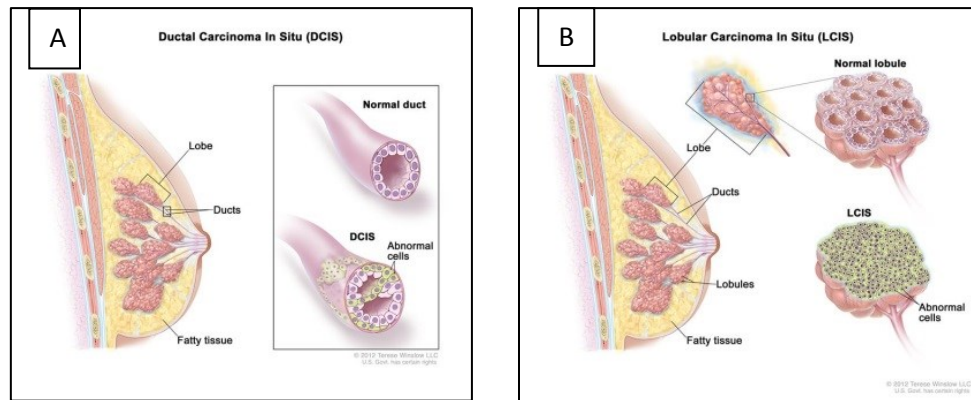 A
Ductal Carcinoma In Situ (DCIS)
Normal duct
Lobe
Ducts
DCIS
Abnormal
cells
Fatty tissue
© 2012 Terese Winslow LLC
U.S. Govt. has certain rights
B
Lobular Carcinoma In Situ (LCIS)
Normal lobule
Lobe
Ducts
LCIS
Lobules
Abnormal
cells
Fatty tissue
© 2012 Terese Winslow LLC
U.S. Govt. has certain rights